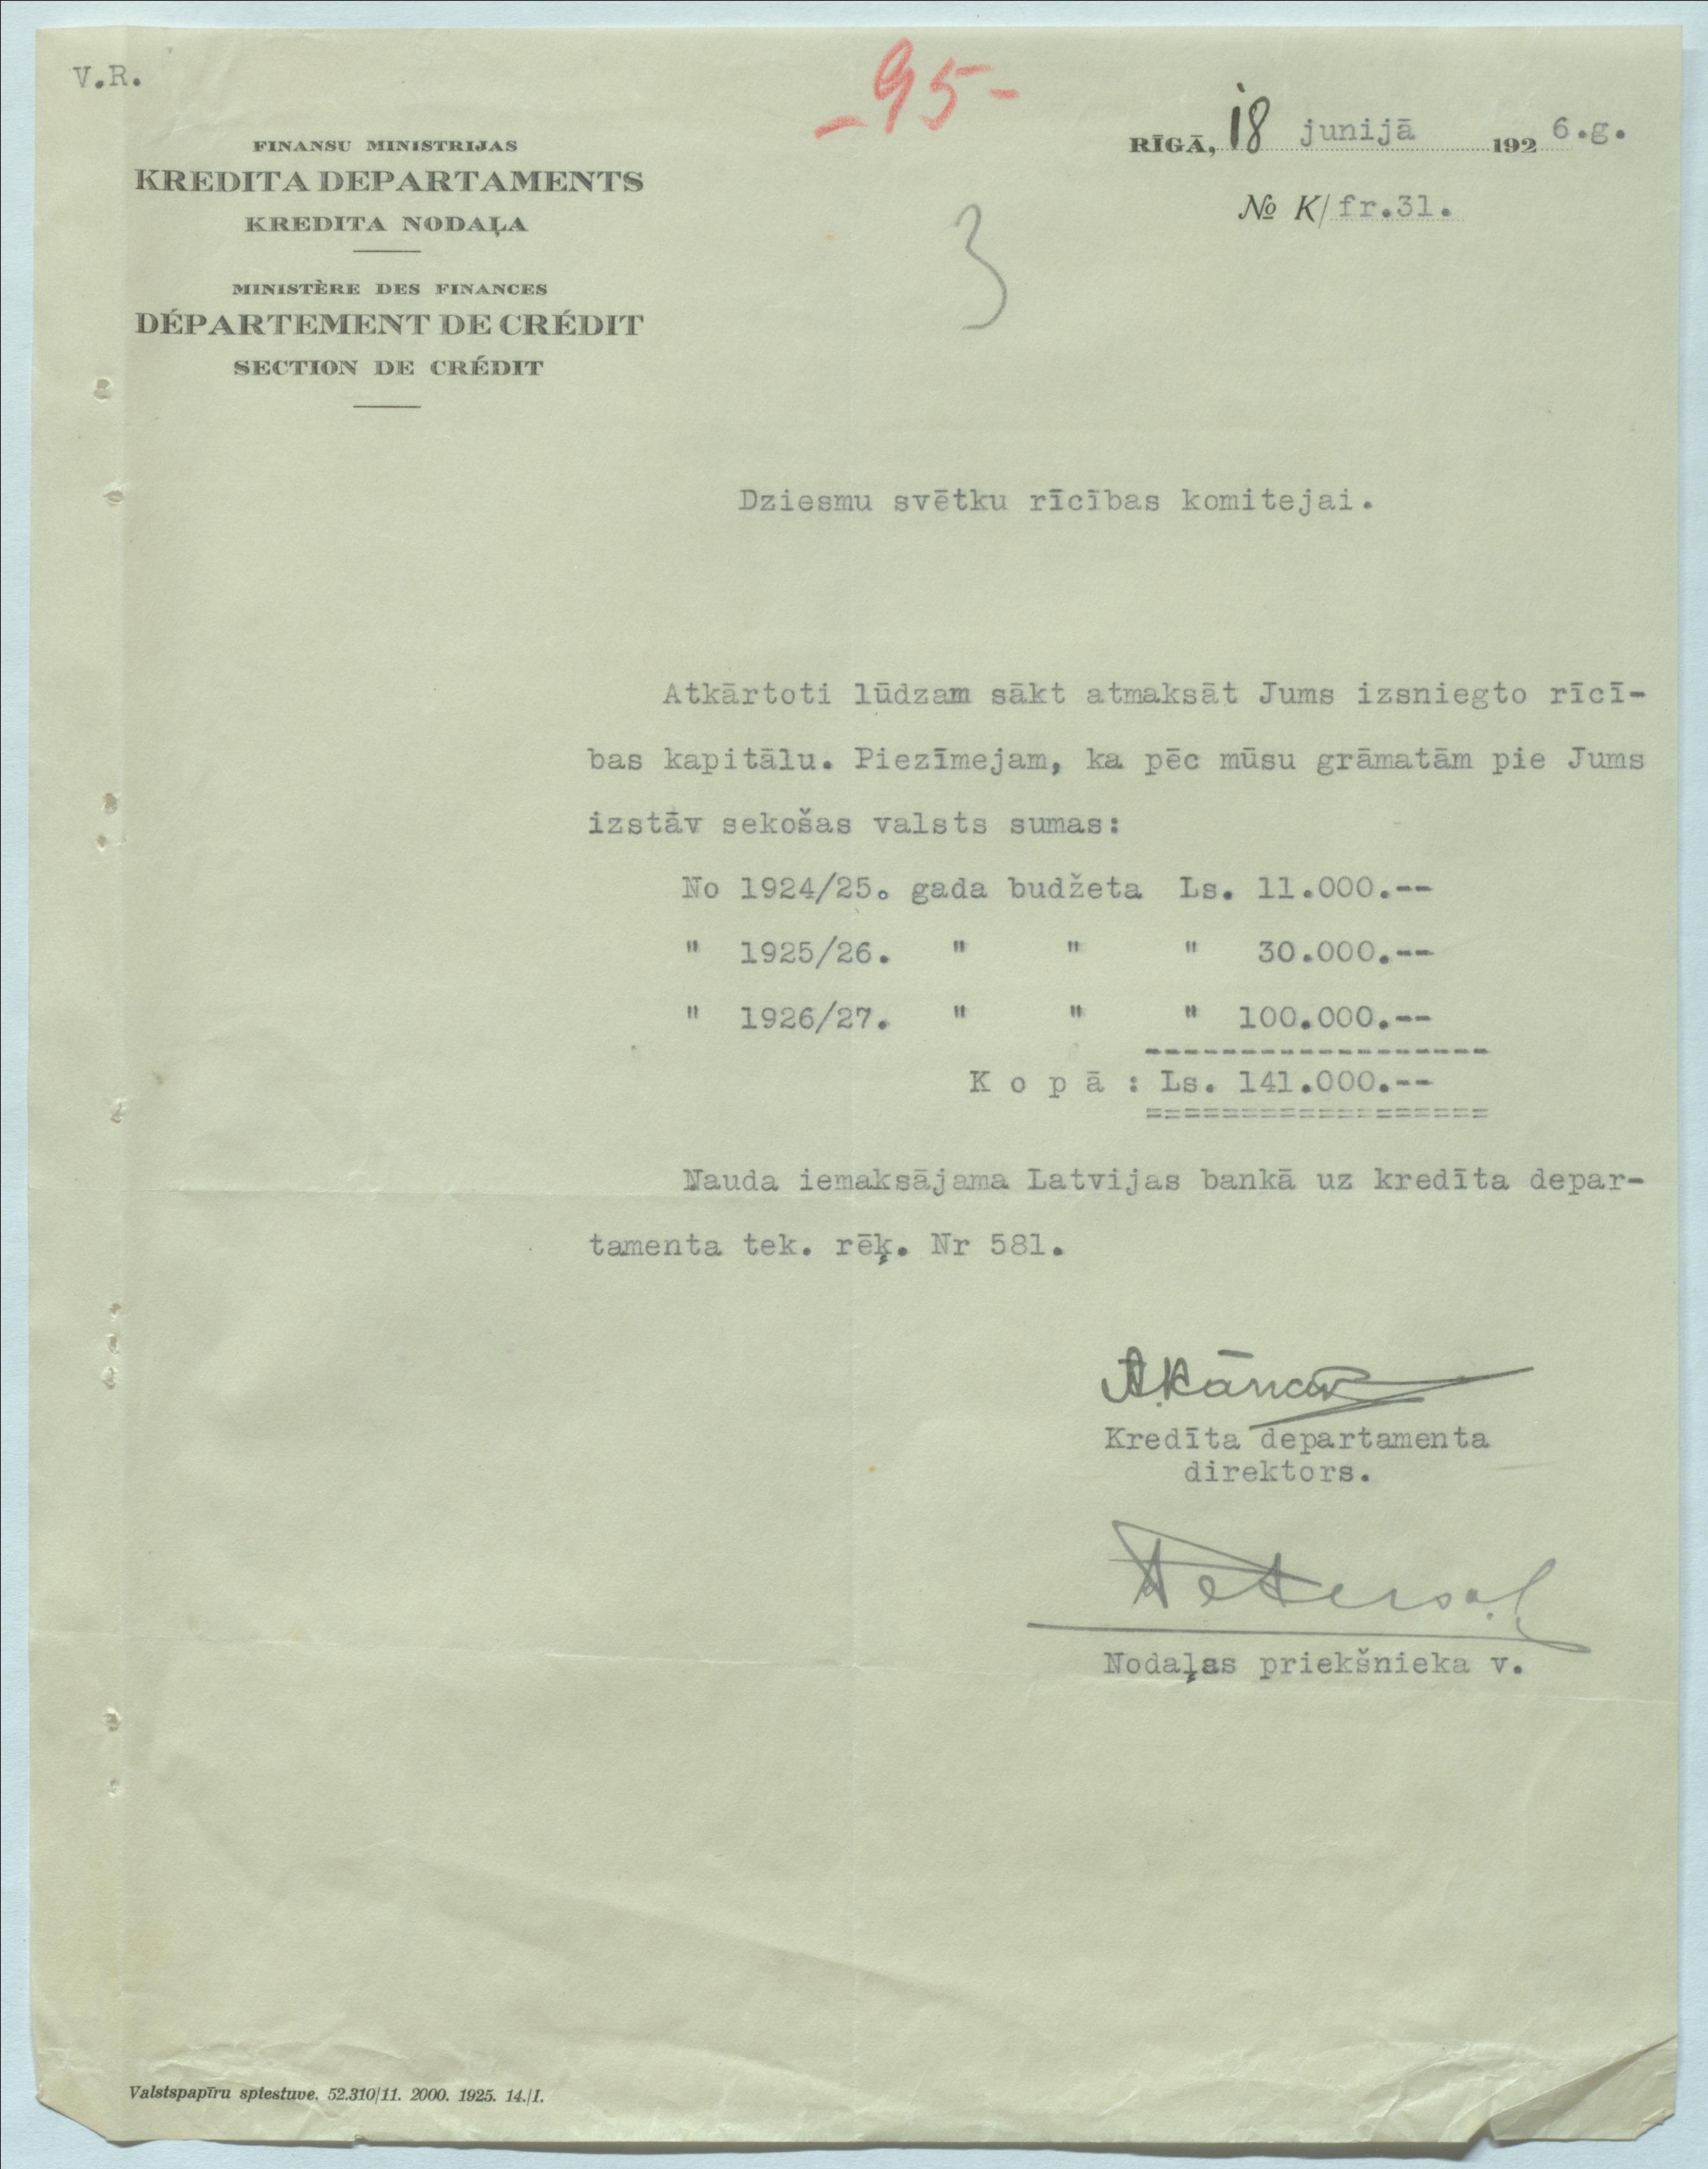 V.R.
-95-
FINANSU MINISTRIJAS
KREDITA DEPARTAMENTS
KREDITA NODAĻA
MINISTÈRE DES FINANCES
DÉPARTEMENT DE CRÉDIT
SECTION DE CRÉDIT
RĪGĀ, 18 junijā 1926.g.
№ K/fr.31.
3
Dziesmu svētku rīcības komitejai.
Atkārtoti lūdzam sākt atmaksāt Jums izsniegto rīcī-
bas kapitālu. Piezīmejam, ka pēc mūsu grāmatām pie Jums
izstāv sekošas valsts sumas:
No 1924/25. gada budžeta Ls. 11.000.--
" 1925/26. " " " 30.000.--
" 1926/27. " " " 100.000.--
------------------
K o p ā : Ls. 141.000.--
==================
Nauda iemaksājama Latvijas bankā uz kredīta depar-
tamenta tek. rēķ. Nr 581.
Kredīta departamenta
direktors.
Nodaļas priekšnieka v.
Valstspapīru spiestuve. 52.310/11. 2000. 1925. 14./I.